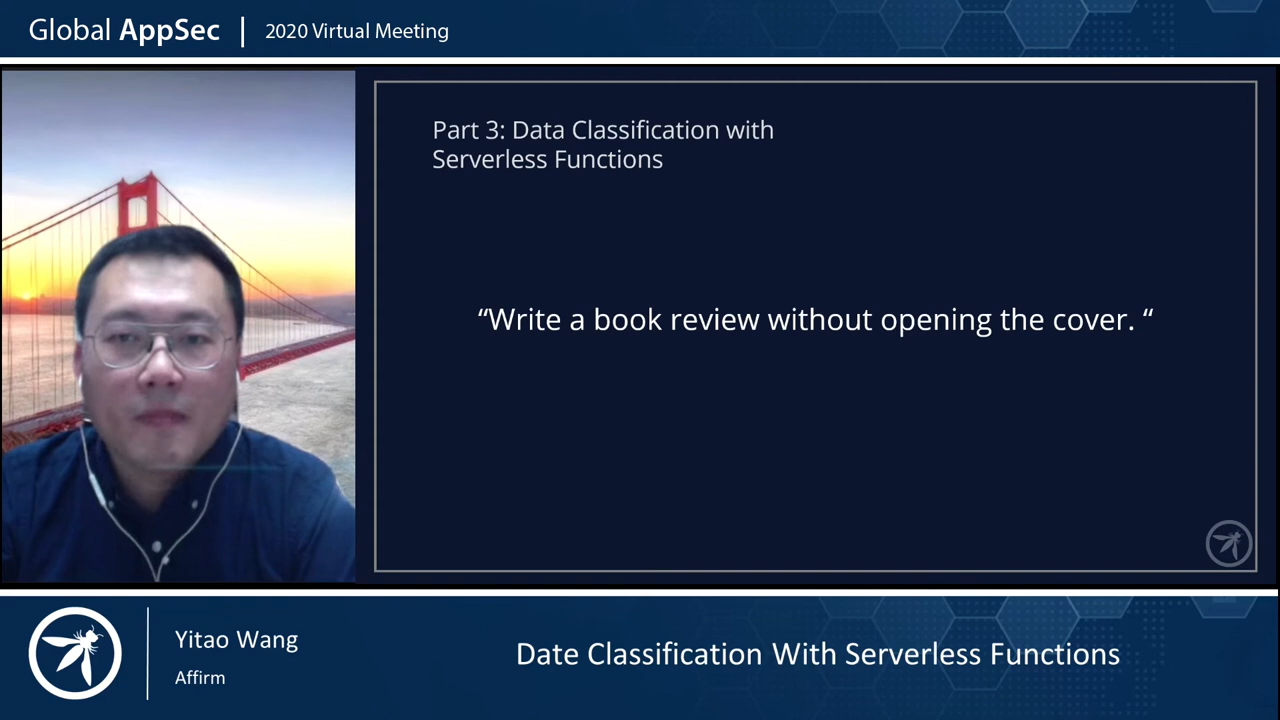 Global AppSec | 2020 Virtual Meeting
Part 3: Data Classification with
Serverless Functions
“Write a book review without opening the cover. “
Yitao Wang
Affirm
Date Classification With Serverless Functions